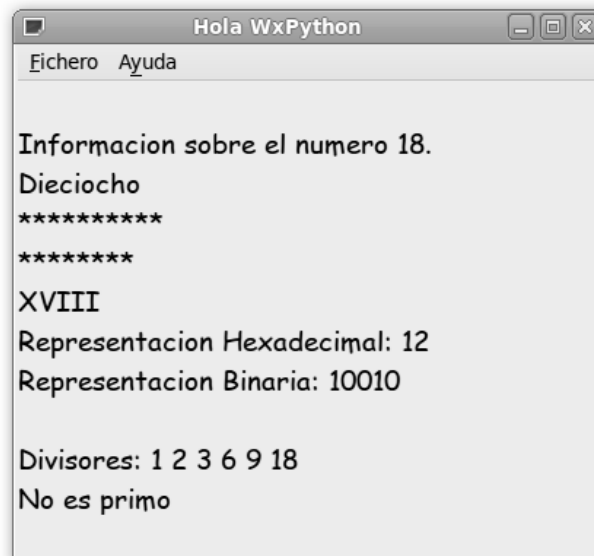 Hola WxPython
Fichero Ayuda
Informacion sobre el numero 18.
Dieciocho
**********
********
XVIII
Representacion Hexadecimal: 12
Representacion Binaria: 10010
Divisores: 1 2 3 6 9 18
No es primo